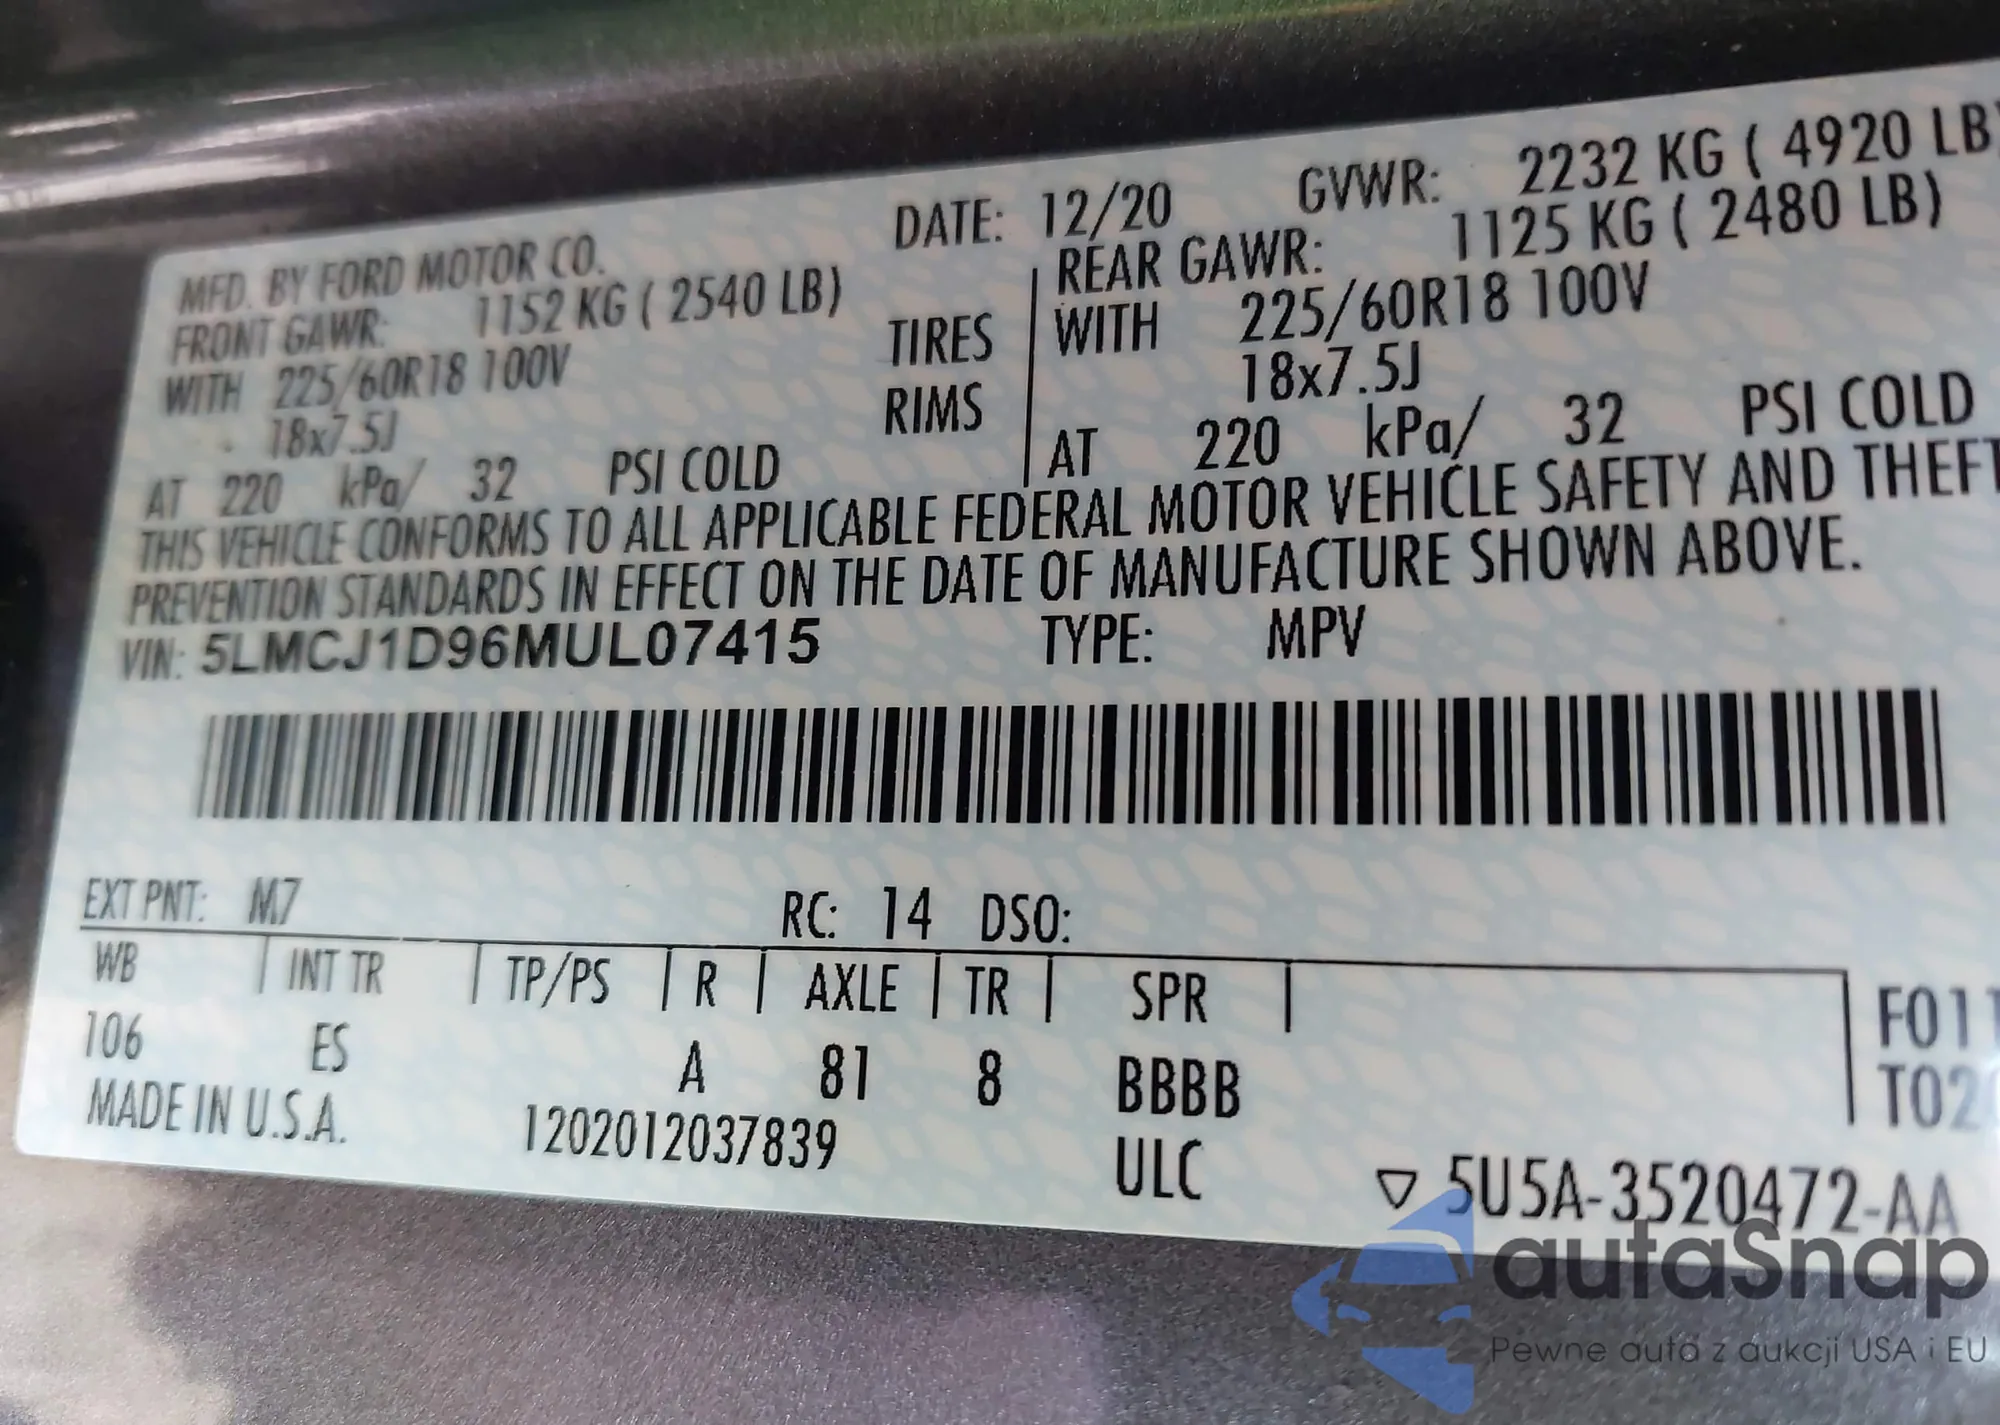 DATE: 12/20 GVWR: 2232 KG ( 4920 LB)
MFD. BY FORD MOTOR CO.
FRONT GAWR: 1152 KG ( 2540 LB) REAR GAWR: 1125 KG ( 2480 LB)
WITH 225/60R18 100V TIRES WITH 225/60R18 100V
18x7.5J RIMS 18x7.5J
AT 220 kPa/ 32 PSI COLD AT 220 kPa/ 32 PSI COLD
THIS VEHICLE CONFORMS TO ALL APPLICABLE FEDERAL MOTOR VEHICLE SAFETY AND THEFT
PREVENTION STANDARDS IN EFFECT ON THE DATE OF MANUFACTURE SHOWN ABOVE.
VIN: 5LMCJ1D96MUL07415 TYPE: MPV
EXT PNT: M7 RC: 14 DSO:
WB INT TR TP/PS R AXLE TR SPR
106 ES A 81 8 BBBB
F011
T02
MADE IN U.S.A. 1202012037839 ULC
5U5A-3520472-AA
autaSnap
Pewne auta z aukcji USA i EU